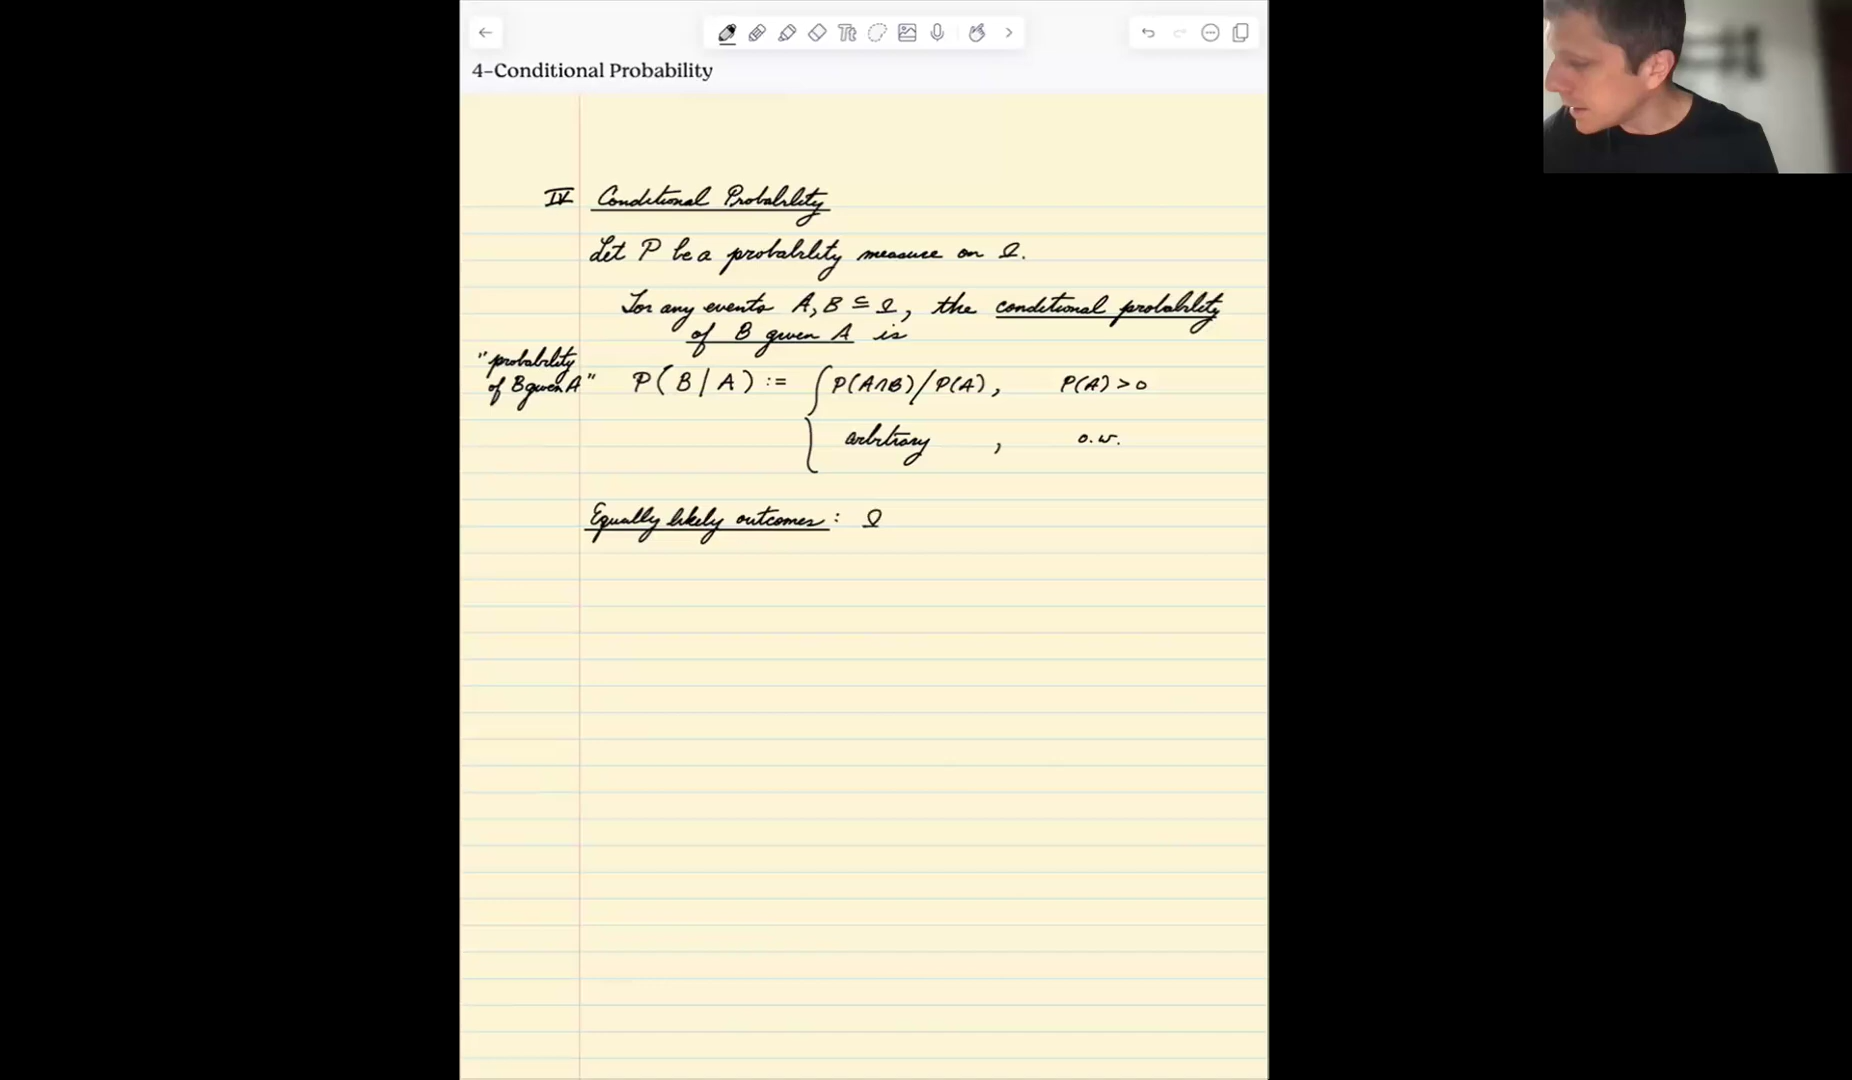 4-Conditional Probability
IV Conditional Probability
Let P be a probability measure on Ω.
For any events A, B ⊆ Ω, the conditional probability
of B given A is
"probability
of B given A" P(B|A) := { P(A∩B)/P(A), P(A)>0
arbitrary , o.w.
Equally likely outcomes: Ω